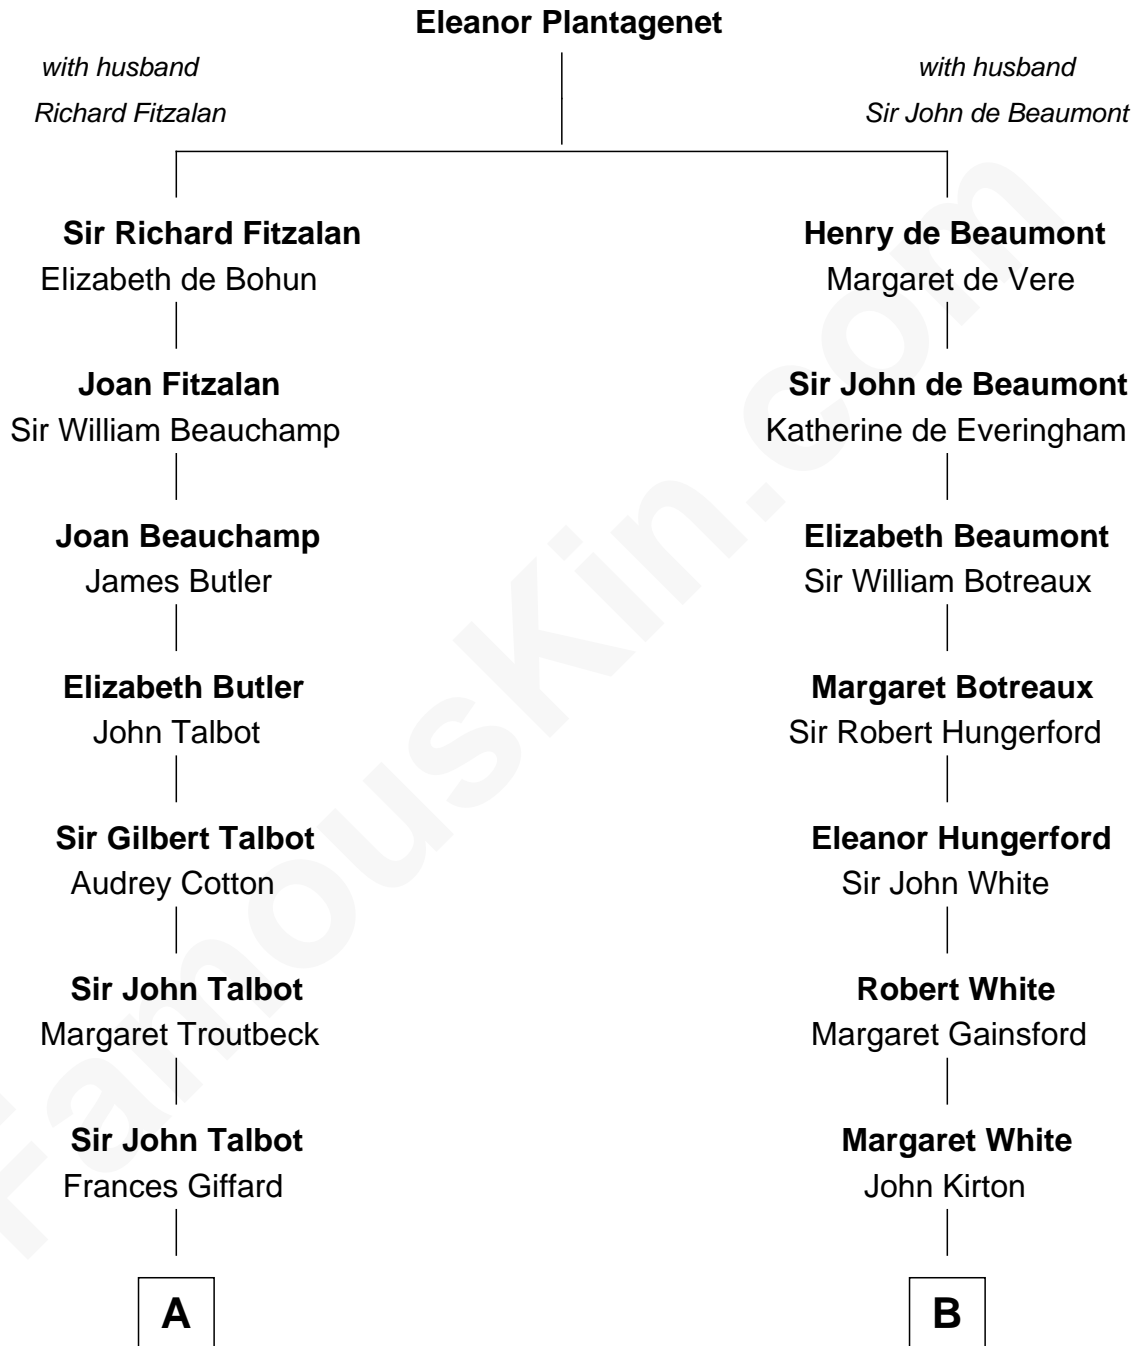 Eleanor Plantagenet
with husband
Richard Fitzalan
with husband
Sir John de Beaumont
Sir Richard Fitzalan
Elizabeth de Bohun
Henry de Beaumont
Margaret de Vere
Joan Fitzalan
Sir William Beauchamp
Sir John de Beaumont
Katherine de Everingham
Joan Beauchamp
James Butler
Elizabeth Beaumont
Sir William Botreaux
Elizabeth Butler
John Talbot
Margaret Botreaux
Sir Robert Hungerford
Sir Gilbert Talbot
Audrey Cotton
Eleanor Hungerford
Sir John White
Sir John Talbot
Margaret Troutbeck
Robert White
Margaret Gainsford
Sir John Talbot
Frances Giffard
Margaret White
John Kirton
A
B
FamousKin.com